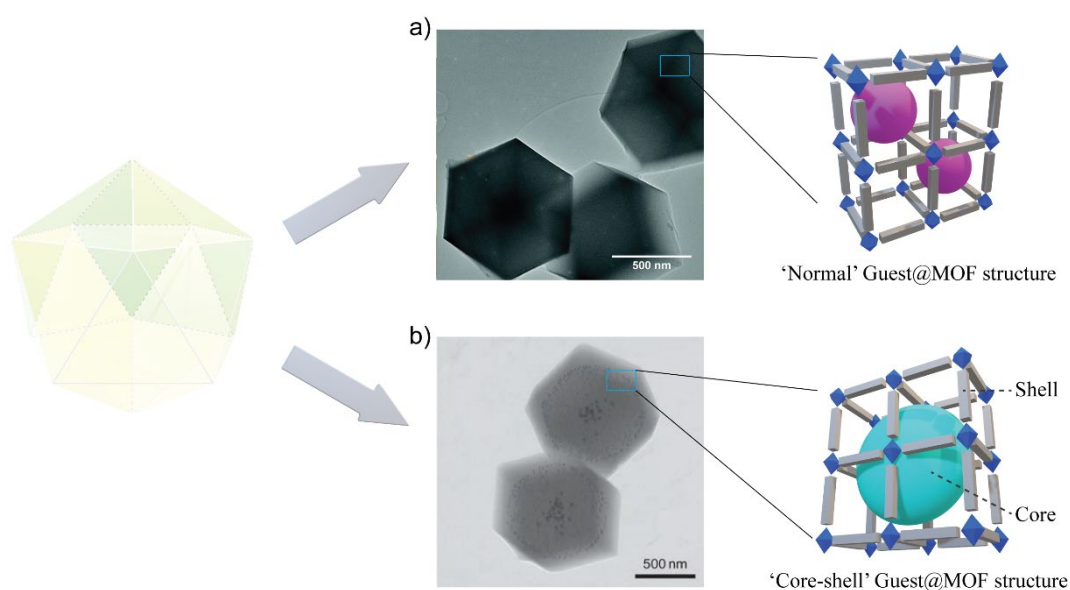 a)
500 nm
‘Normal’ Guest@MOF structure
b)
500 nm
Shell
Core
‘Core-shell’ Guest@MOF structure